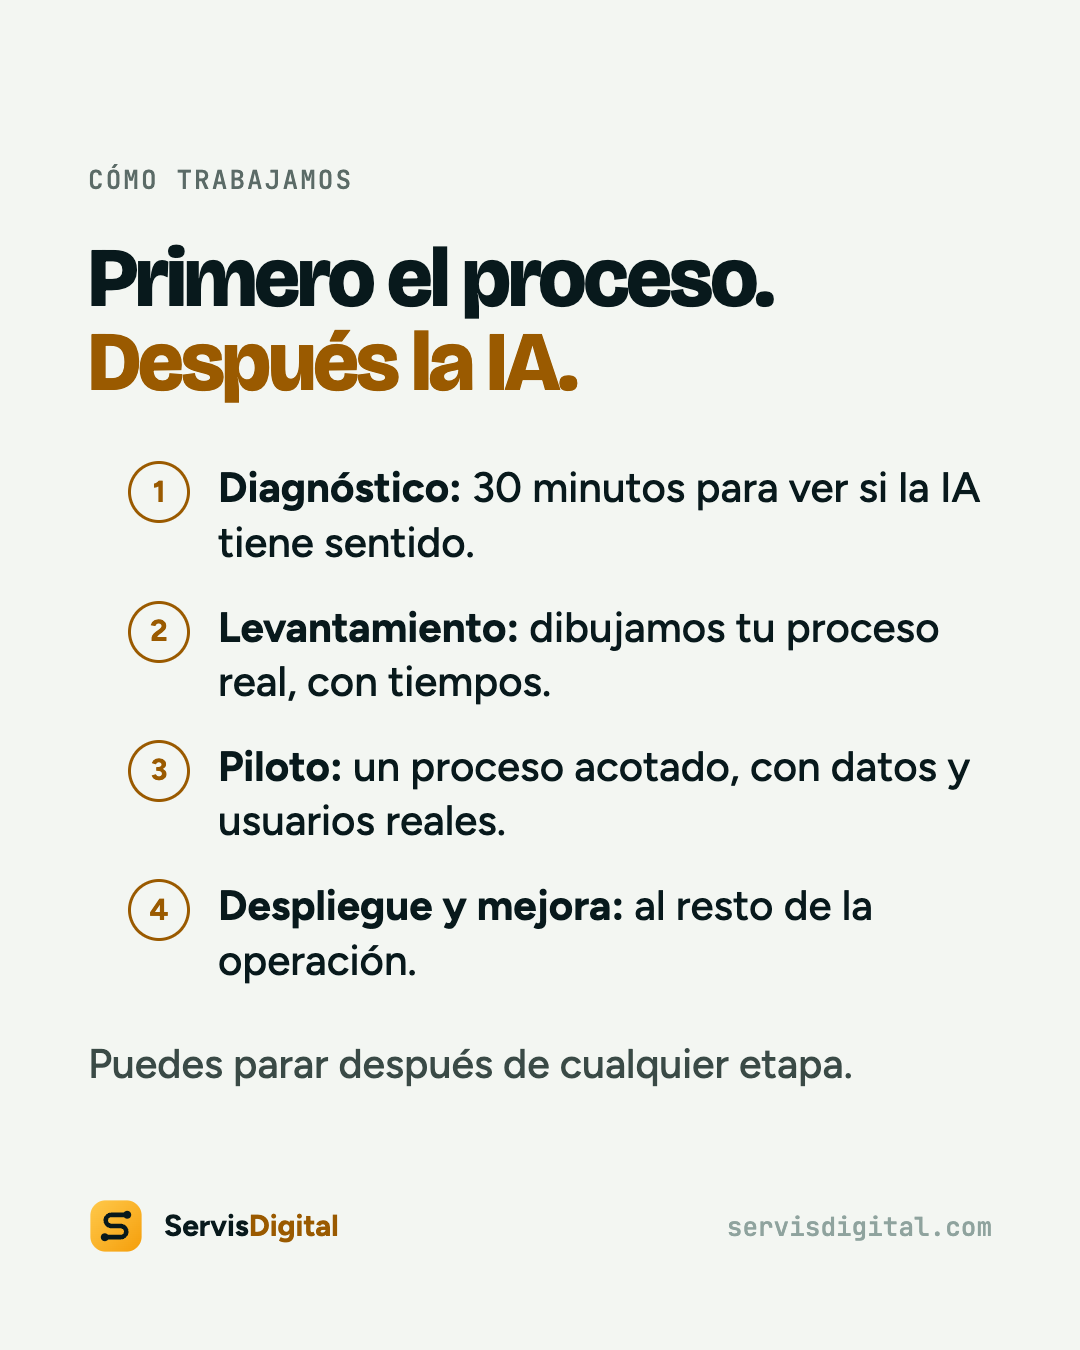 CÓMO TRABAJAMOS
Primero el proceso.
Después la IA.
1 Diagnóstico: 30 minutos para ver si la IA
tiene sentido.
2 Levantamiento: dibujamos tu proceso
real, con tiempos.
3 Piloto: un proceso acotado, con datos y
usuarios reales.
4 Despliegue y mejora: al resto de la
operación.
Puedes parar después de cualquier etapa.
ServisDigital
servisdigital.com